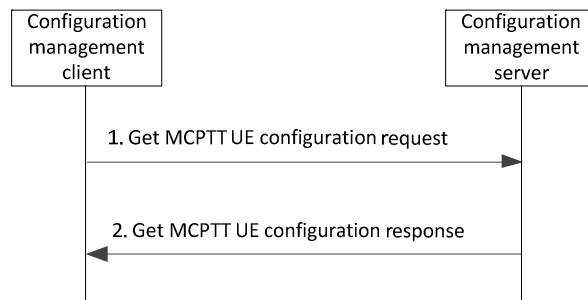 Configuration
management
client
Configuration
management
server
1. Get MCPTT UE configuration request
2. Get MCPTT UE configuration response